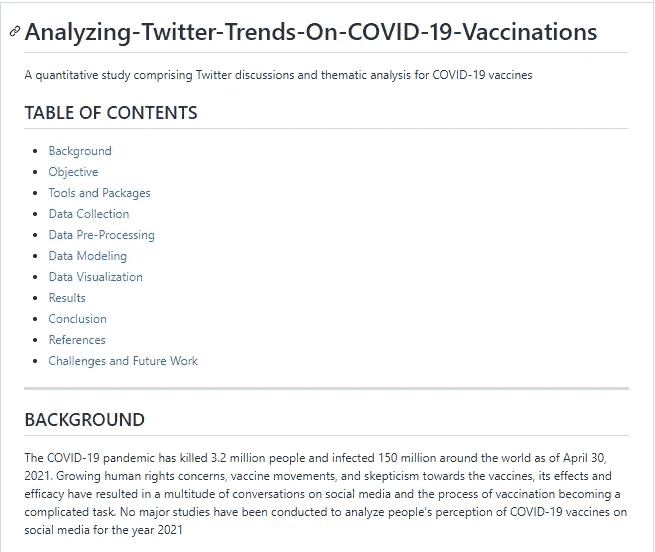 Analyzing-Twitter-Trends-On-COVID-19-Vaccinations
A quantitative study comprising Twitter discussions and thematic analysis for COVID-19 vaccines
TABLE OF CONTENTS
Background
Objective
Tools and Packages
Data Collection
Data Pre-Processing
Data Modeling
Data Visualization
Results
Conclusion
References
Challenges and Future Work
BACKGROUND
The COVID-19 pandemic has killed 3.2 million people and infected 150 million around the world as of April 30,
2021. Growing human rights concerns, vaccine movements, and skepticism towards the vaccines, its effects and
efficacy have resulted in a multitude of conversations on social media and the process of vaccination becoming a
complicated task. No major studies have been conducted to analyze people's perception of COVID-19 vaccines on
social media for the year 2021